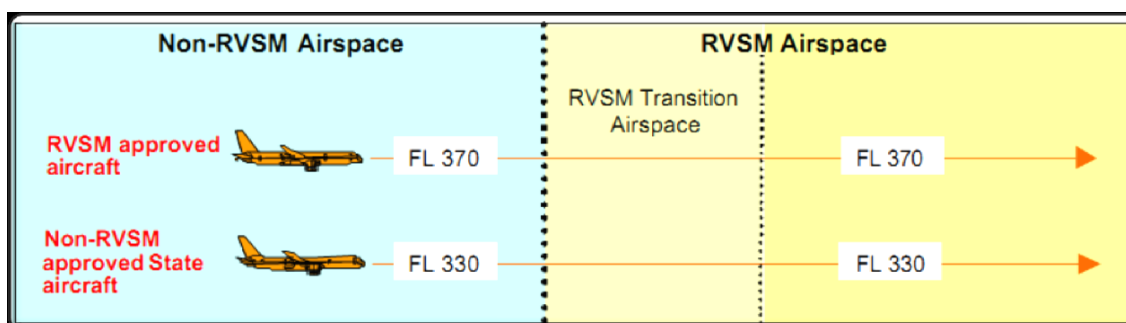 Non-RVSM Airspace
RVSM Airspace
RVSM Transition
Airspace
RVSM approved
aircraft
FL 370
FL 370
Non-RVSM
approved State
aircraft
FL 330
FL 330